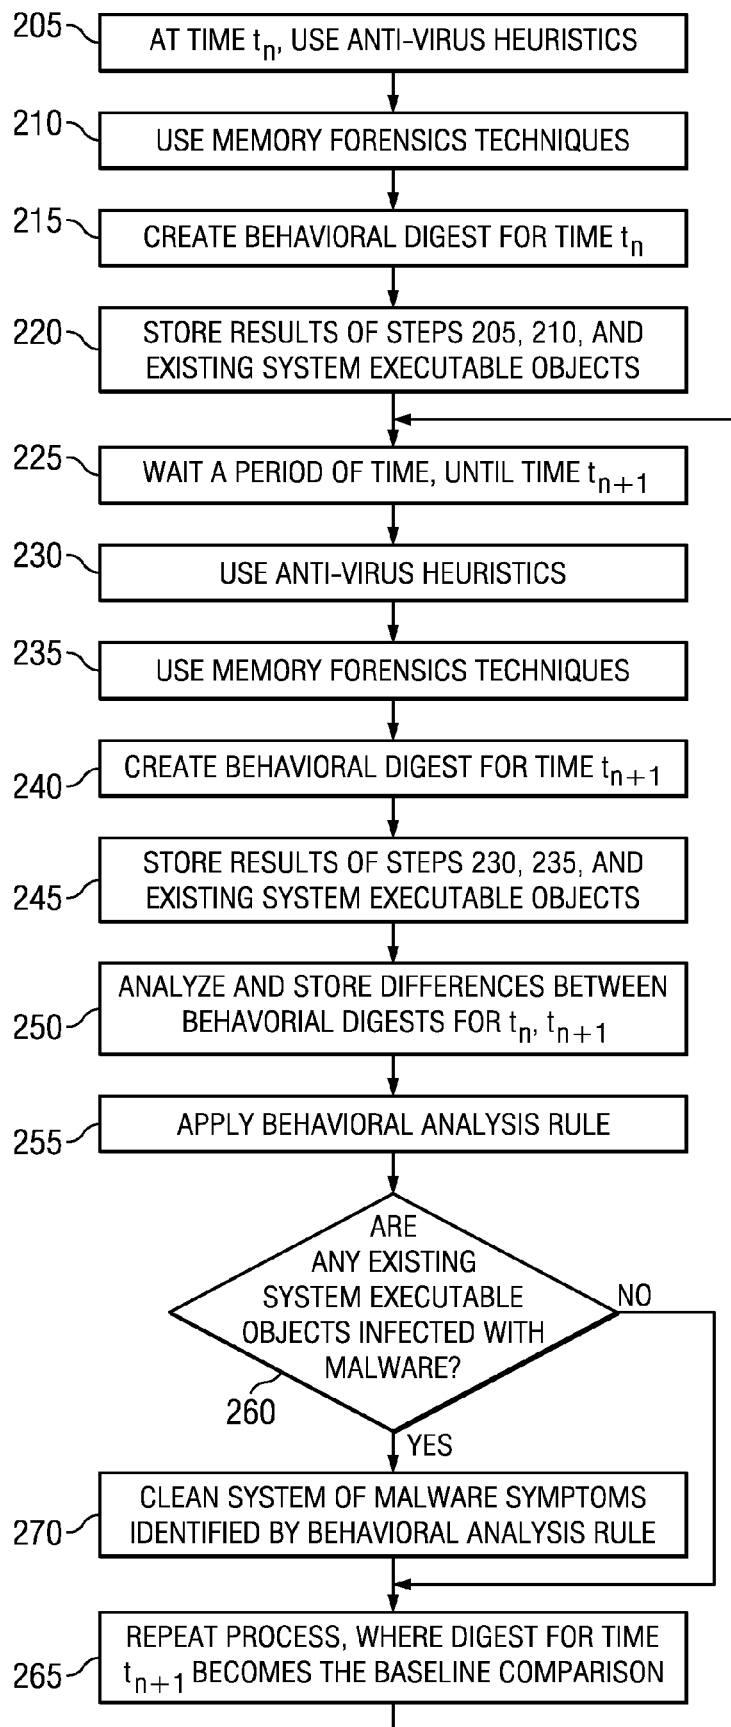 205
AT TIME tn, USE ANTI-VIRUS HEURISTICS
210
USE MEMORY FORENSICS TECHNIQUES
215
CREATE BEHAVIORAL DIGEST FOR TIME tn
220
STORE RESULTS OF STEPS 205, 210, AND
EXISTING SYSTEM EXECUTABLE OBJECTS
225
WAIT A PERIOD OF TIME, UNTIL TIME tn+1
230
USE ANTI-VIRUS HEURISTICS
235
USE MEMORY FORENSICS TECHNIQUES
240
CREATE BEHAVIORAL DIGEST FOR TIME tn+1
245
STORE RESULTS OF STEPS 230, 235, AND
EXISTING SYSTEM EXECUTABLE OBJECTS
250
ANALYZE AND STORE DIFFERENCES BETWEEN
BEHAVORIAL DIGESTS FOR tn, tn+1
255
APPLY BEHAVIORAL ANALYSIS RULE
ARE
ANY EXISTING
SYSTEM EXECUTABLE
OBJECTS INFECTED WITH
MALWARE?
NO
260
YES
270
CLEAN SYSTEM OF MALWARE SYMPTOMS
IDENTIFIED BY BEHAVIORAL ANALYSIS RULE
265
REPEAT PROCESS, WHERE DIGEST FOR TIME
tn+1 BECOMES THE BASELINE COMPARISON